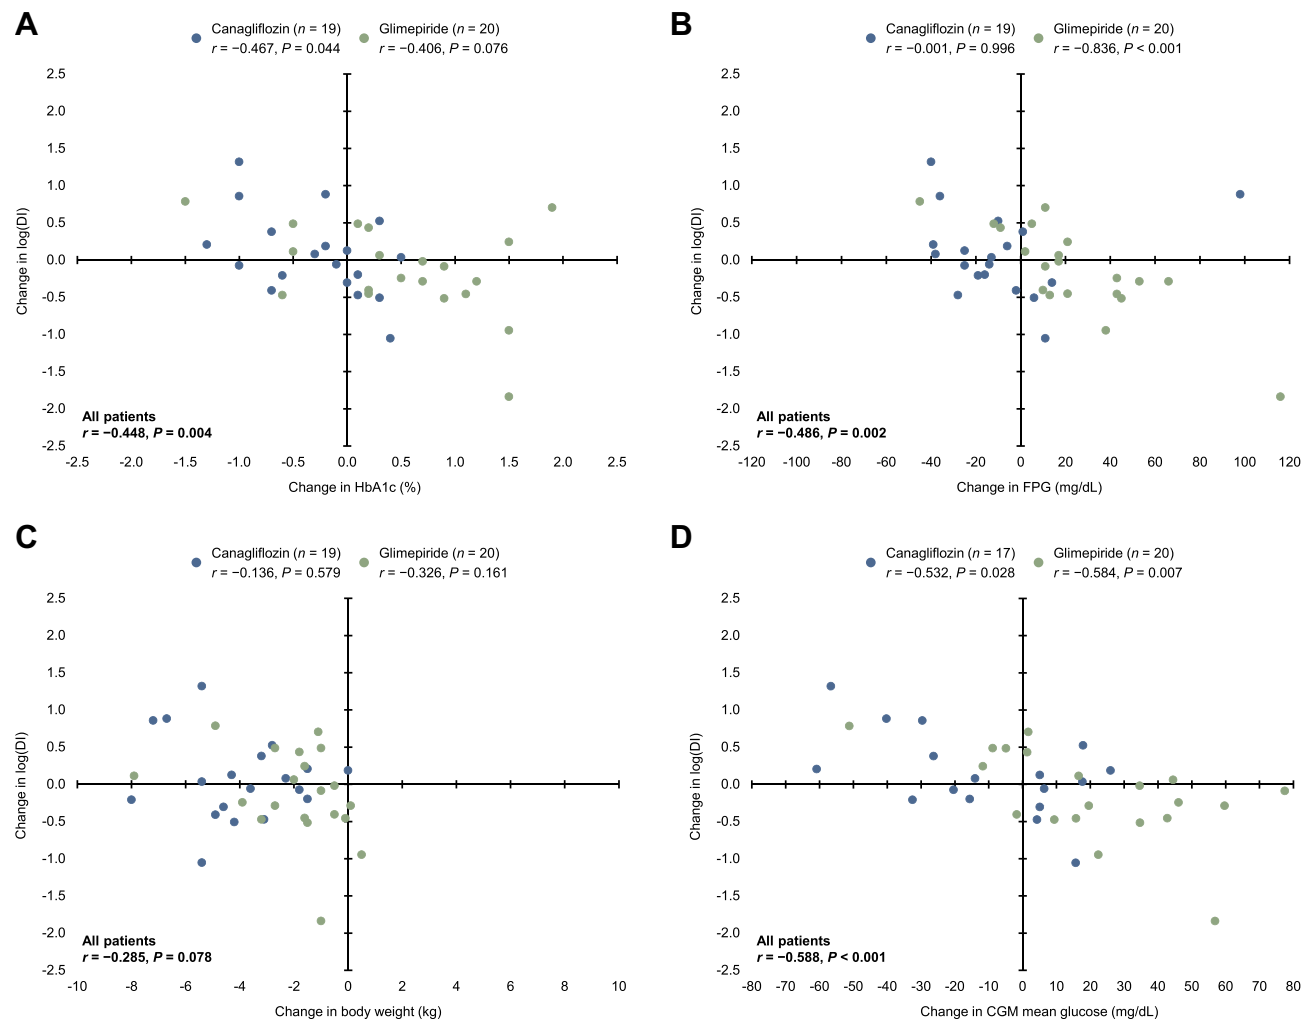 A
Canagliflozin (n = 19)
r = −0.467, P = 0.044
Glimepiride (n = 20)
r = −0.406, P = 0.076
Change in log(DI)
2.5
2.0
1.5
1.0
0.5
0.0
-0.5
-1.0
-1.5
-2.0
-2.5
All patients
r = −0.448, P = 0.004
-2.5 -2.0 -1.5 -1.0 -0.5 0.0 0.5 1.0 1.5 2.0 2.5
Change in HbA1c (%)
B
Canagliflozin (n = 19)
r = −0.001, P = 0.996
Glimepiride (n = 20)
r = −0.836, P < 0.001
Change in log(DI)
2.5
2.0
1.5
1.0
0.5
0.0
-0.5
-1.0
-1.5
-2.0
-2.5
All patients
r = −0.486, P = 0.002
-120 -100 -80 -60 -40 -20 0 20 40 60 80 100 120
Change in FPG (mg/dL)
C
Canagliflozin (n = 19)
r = −0.136, P = 0.579
Glimepiride (n = 20)
r = −0.326, P = 0.161
Change in log(DI)
2.5
2.0
1.5
1.0
0.5
0.0
-0.5
-1.0
-1.5
-2.0
-2.5
All patients
r = −0.285, P = 0.078
-10 -8 -6 -4 -2 0 2 4 6 8 10
Change in body weight (kg)
D
Canagliflozin (n = 17)
r = −0.532, P = 0.028
Glimepiride (n = 20)
r = −0.584, P = 0.007
Change in log(DI)
2.5
2.0
1.5
1.0
0.5
0.0
-0.5
-1.0
-1.5
-2.0
-2.5
All patients
r = −0.588, P < 0.001
-80 -70 -60 -50 -40 -30 -20 -10 0 10 20 30 40 50 60 70 80
Change in CGM mean glucose (mg/dL)